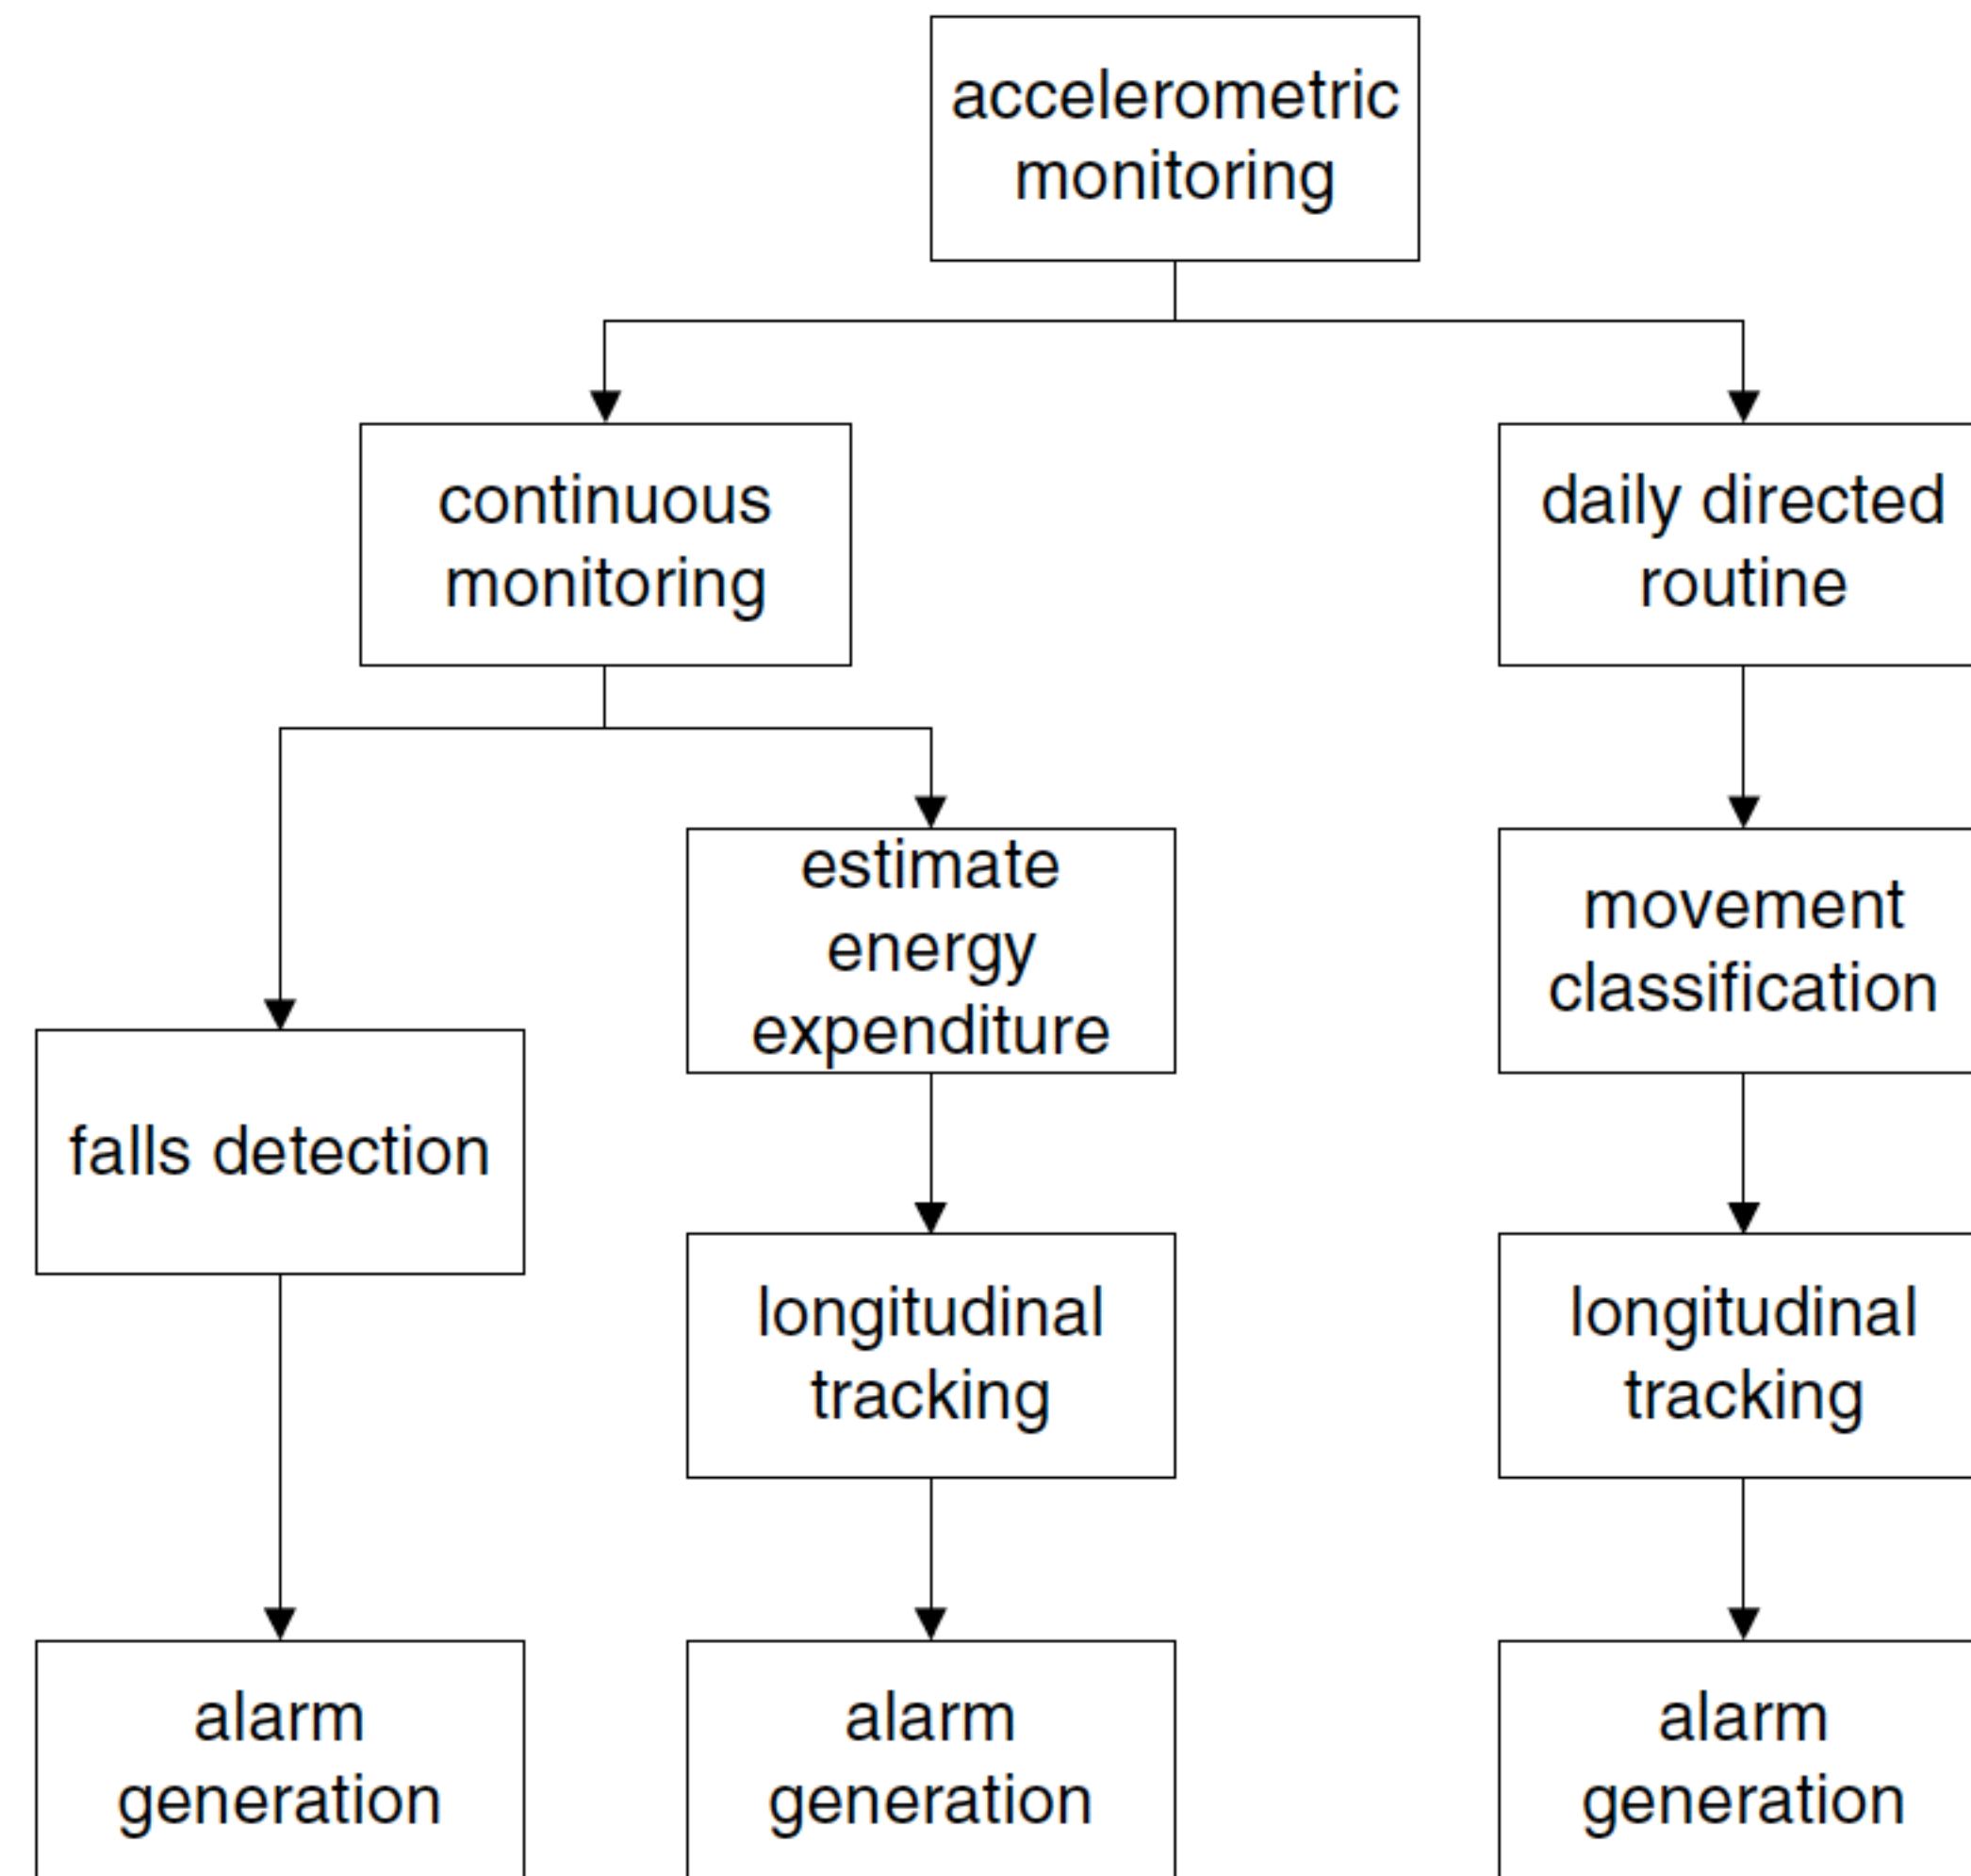 accelerometric
monitoring
continuous
monitoring
daily directed
routine
estimate
energy
expenditure
movement
classification
falls detection
longitudinal
tracking
longitudinal
tracking
alarm
generation
alarm
generation
alarm
generation